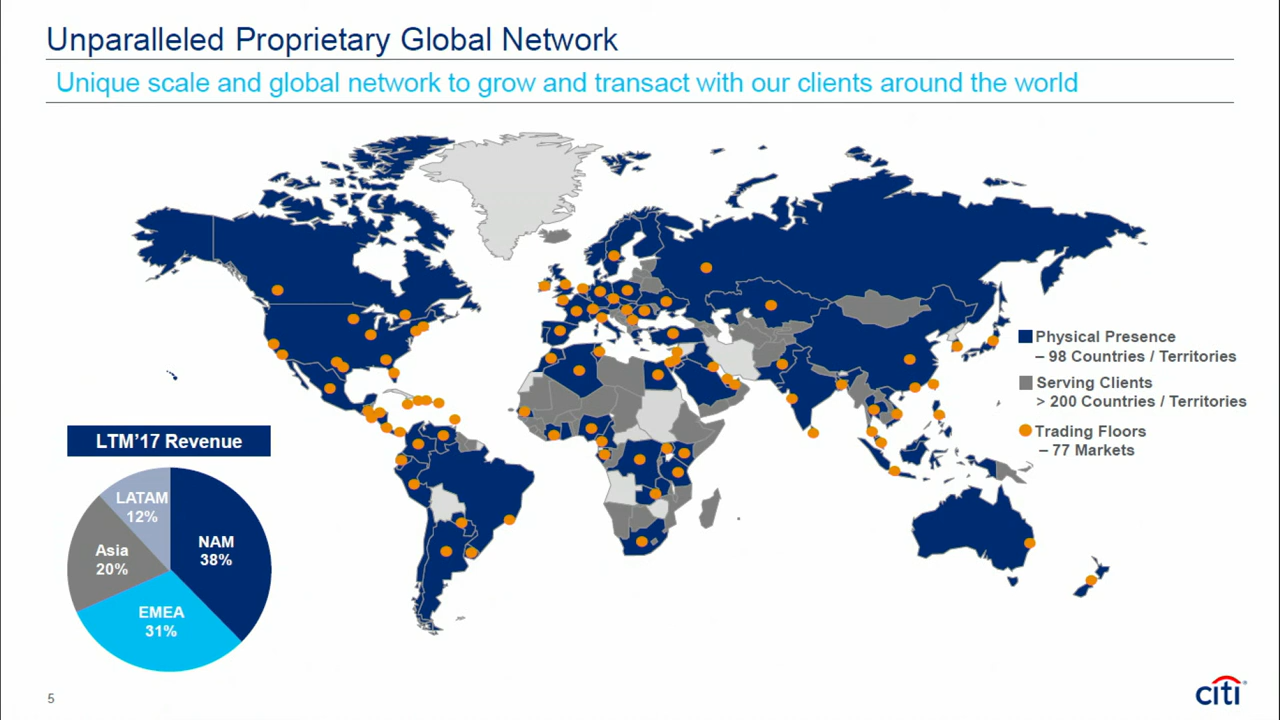 Unparalleled Proprietary Global Network
Unique scale and global network to grow and transact with our clients around the world
Physical Presence
– 98 Countries / Territories
Serving Clients
> 200 Countries / Territories
Trading Floors
– 77 Markets
LTM'17 Revenue
LATAM
12%
NAM
38%
Asia
20%
EMEA
31%
5
citi